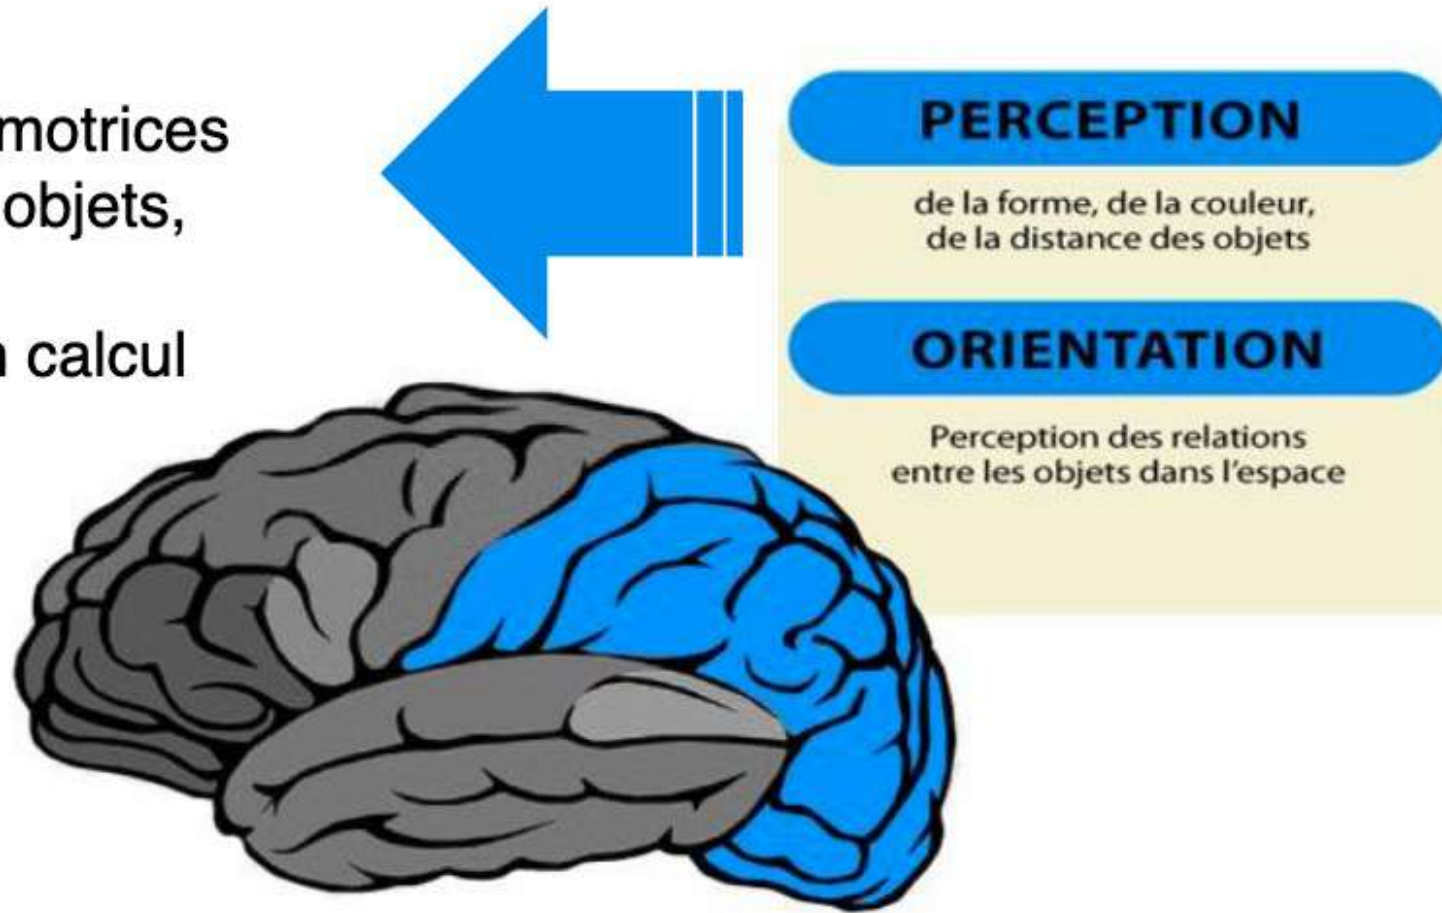 motrices
objets,
calcul
PERCEPTION
de la forme, de la couleur,
de la distance des objets
ORIENTATION
Perception des relations
entre les objets dans l'espace